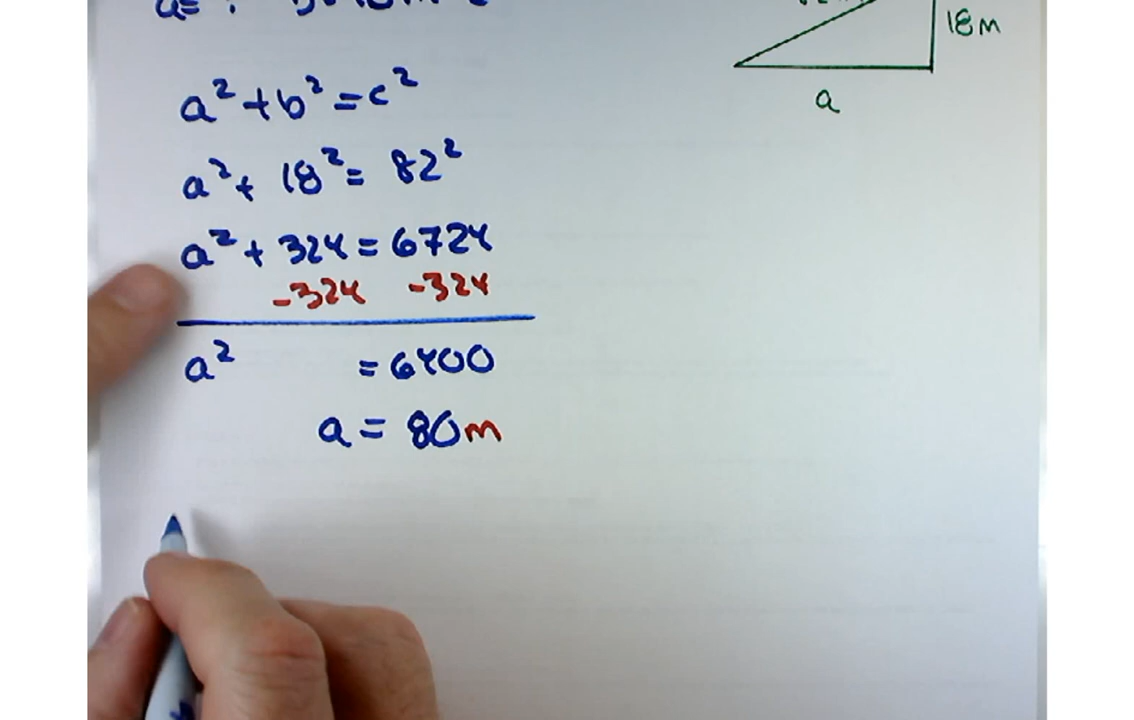 18m
a
a² + b² = c²
a² + 18² = 82²
a² + 324 = 6724
-324 -324
a² = 6400
a = 80m